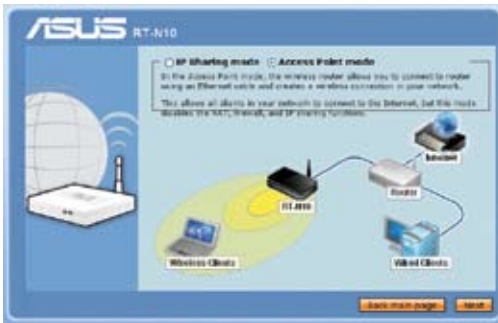 ASUS RT-N10
IP Sharing mode Access Point mode
In the Access Point mode, the wireless router allows you to connect to router
using an Ethernet cable and creates a wireless connection in your network.
This allows all clients in your network to connect to the Internet, but this mode
disables the NAT, firewall, and IP sharing functions.
Internet
Router
RT-N10
Wireless Clients
Wired Clients
Back main page Next